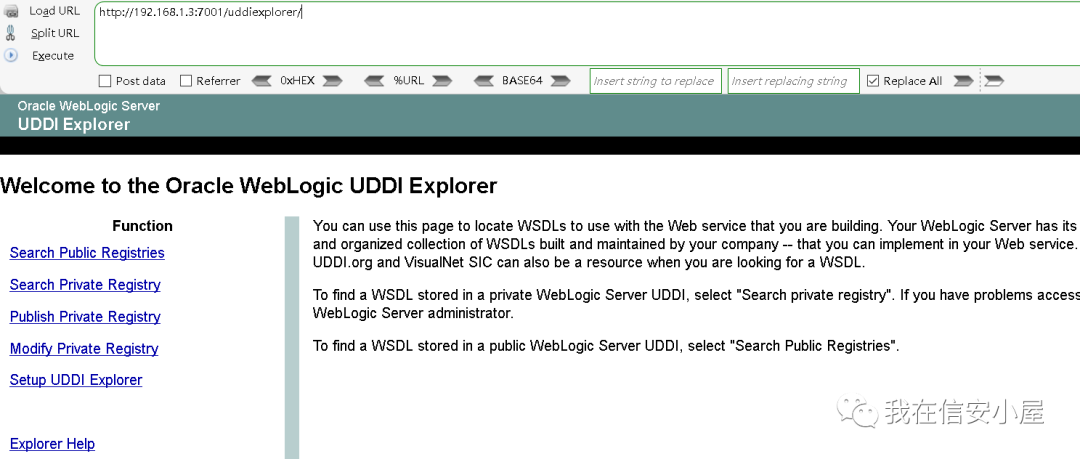 Load URL
http://192.168.1.3:7001/uddiexplorer/
Split URL
Execute
Post data Referrer 0xHEX %URL BASE64 Insert string to replace Insert replacing string Replace All
Oracle WebLogic Server
UDDI Explorer
Welcome to the Oracle WebLogic UDDI Explorer
Function
Search Public Registries
Search Private Registry
Publish Private Registry
Modify Private Registry
Setup UDDI Explorer
Explorer Help
You can use this page to locate WSDLs to use with the Web service that you are building. Your WebLogic Server has its
and organized collection of WSDLs built and maintained by your company -- that you can implement in your Web service.
UDDI.org and VisualNet SIC can also be a resource when you are looking for a WSDL.
To find a WSDL stored in a private WebLogic Server UDDI, select "Search private registry". If you have problems access
WebLogic Server administrator.
To find a WSDL stored in a public WebLogic Server UDDI, select "Search Public Registries".
我在信安小屋